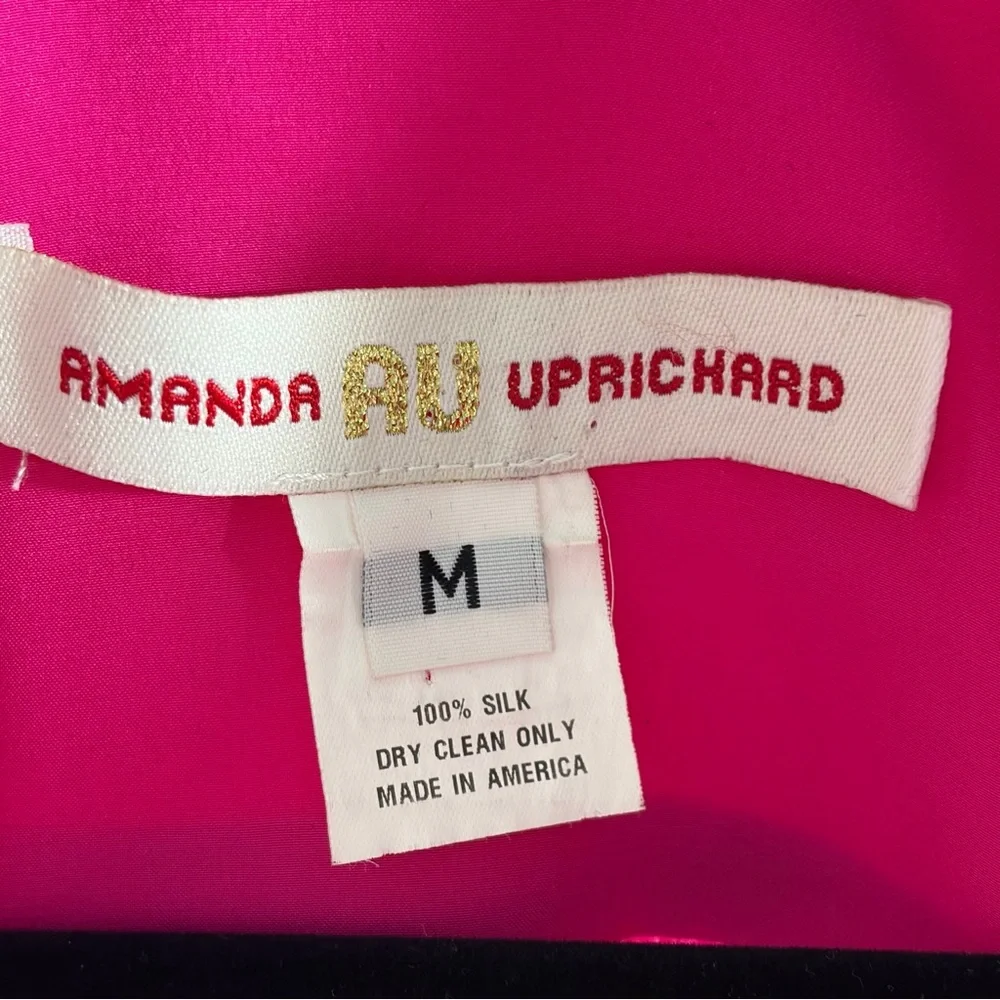 AMANDA AU UPRICHARD
M
100% SILK
DRY CLEAN ONLY
MADE IN AMERICA